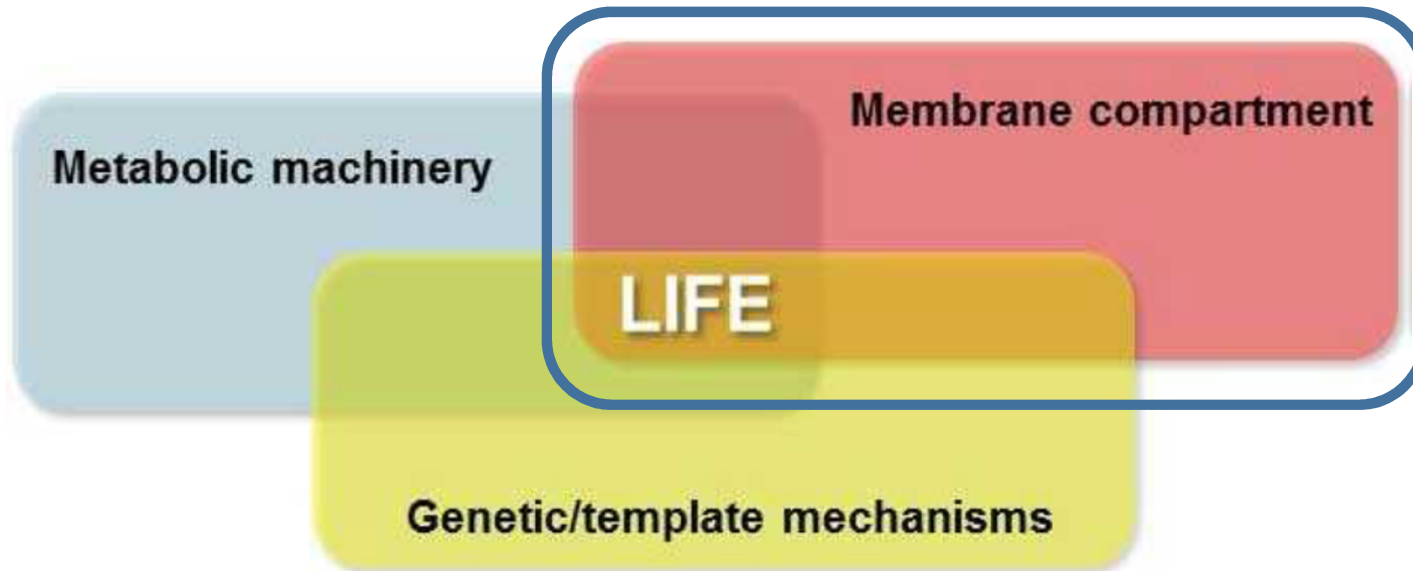 Membrane compartment
Metabolic machinery
LIFE
Genetic/template mechanisms